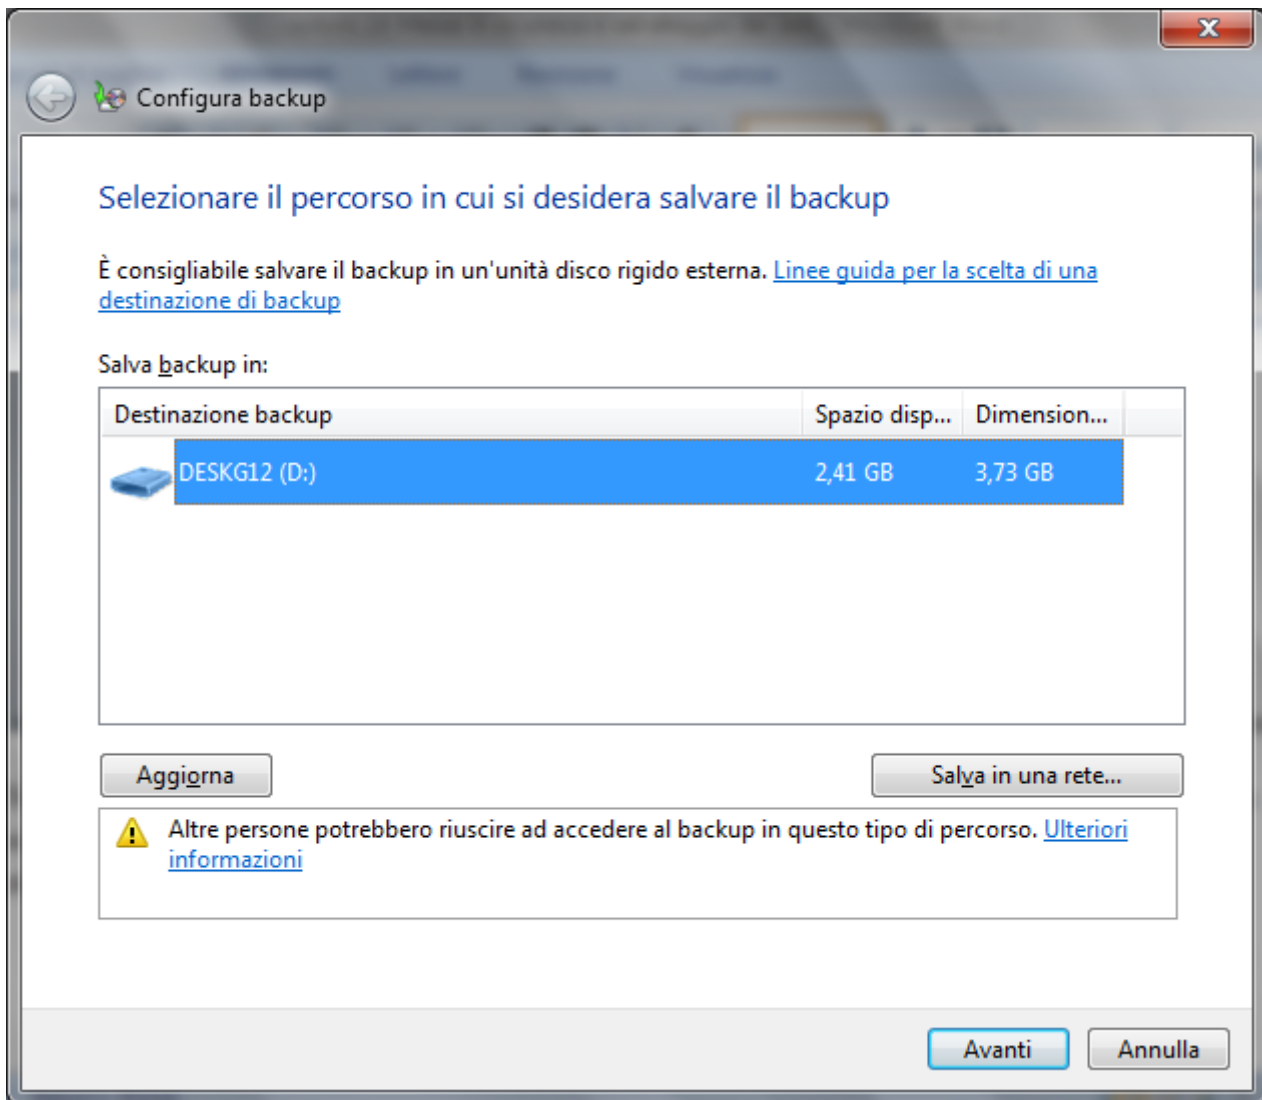 Configura backup
Selezionare il percorso in cui si desidera salvare il backup
È consigliabile salvare il backup in un'unità disco rigido esterna. Linee guida per la scelta di una
destinazione di backup
Salva backup in:
Destinazione backup Spazio disp... Dimension...
DESKG12 (D:) 2,41 GB 3,73 GB
Aggiorna Salva in una rete...
Altre persone potrebbero riuscire ad accedere al backup in questo tipo di percorso. Ulteriori
informazioni
Avanti Annulla